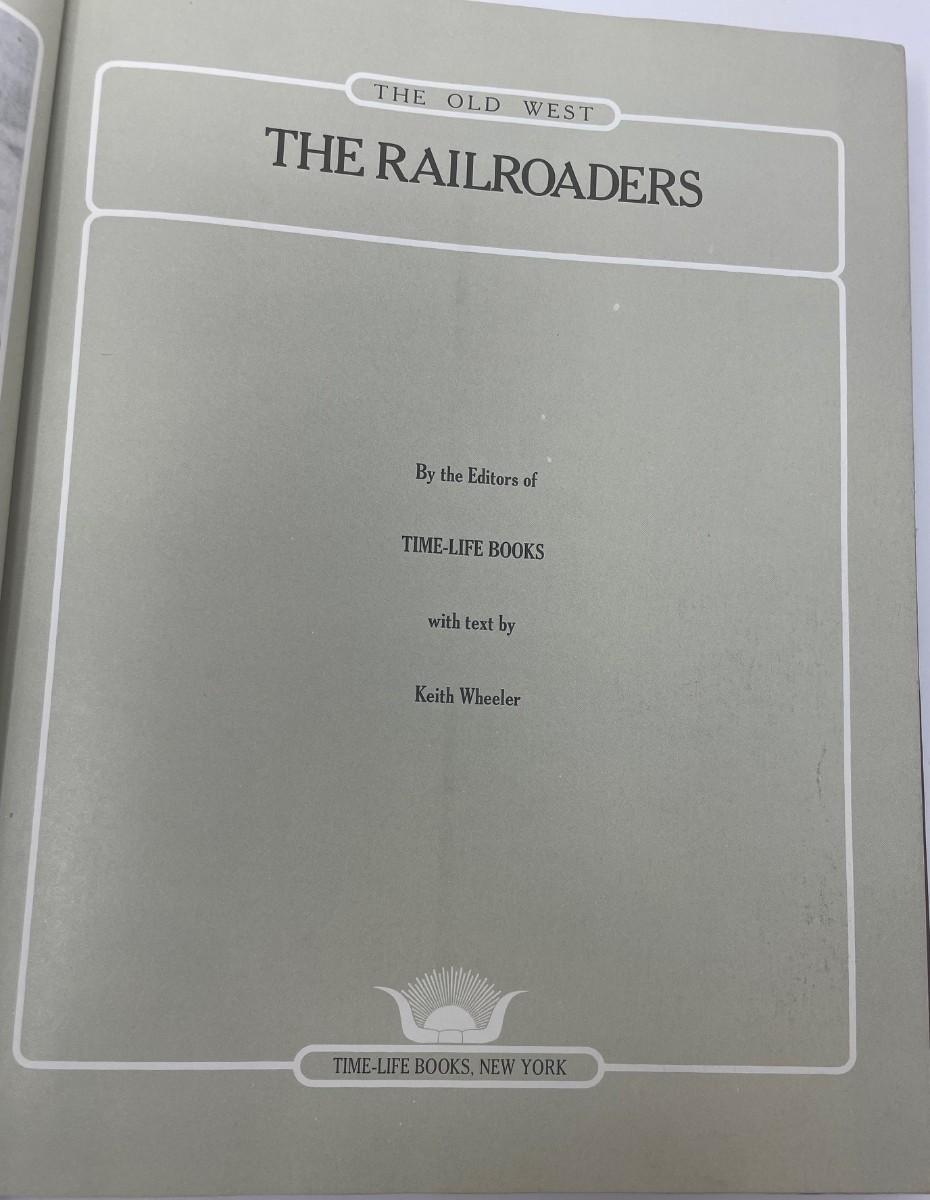 THE OLD WEST
THE RAILROADERS
By the Editors of
TIME-LIFE BOOKS
with text by
Keith Wheeler
TIME-LIFE BOOKS, NEW YORK